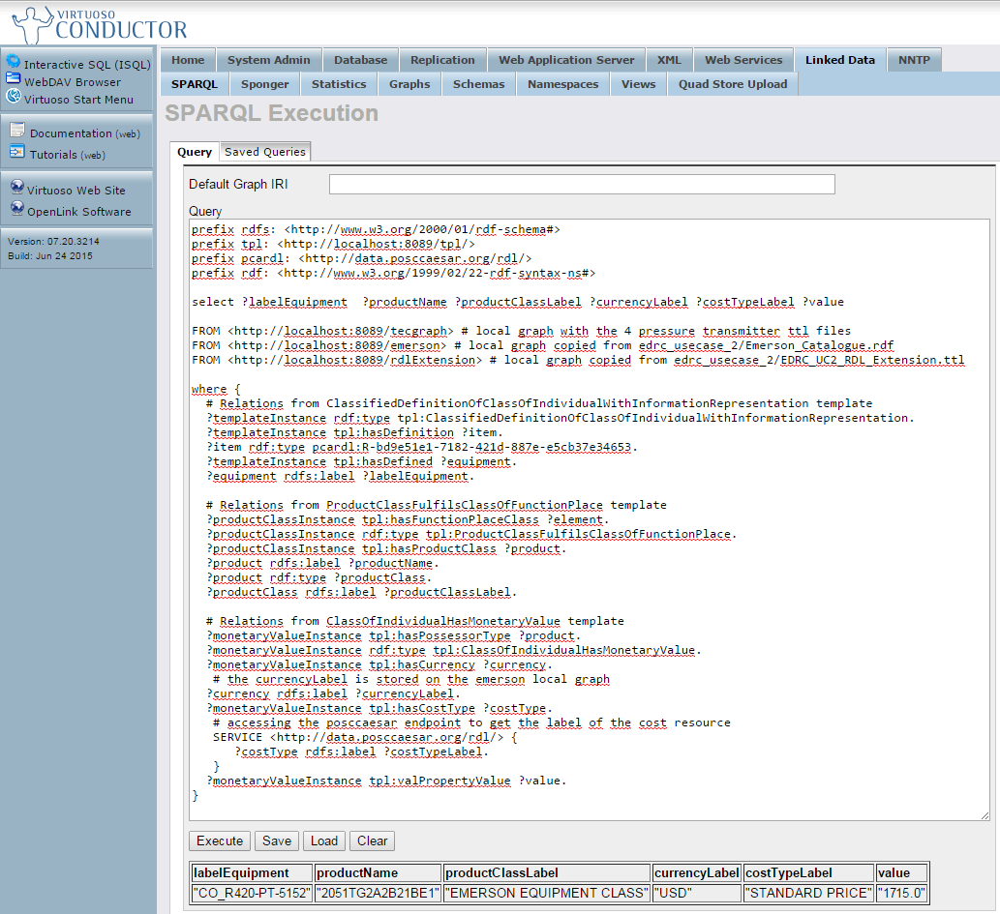 VIRTUOSO
CONDUCTOR
Interactive SQL (ISQL)
WebDAV Browser
Virtuoso Start Menu
Documentation (web)
Tutorials (web)
Virtuoso Web Site
OpenLink Software
Version: 07.20.3214
Build: Jun 24 2015
Home System Admin Database Replication Web Application Server XML Web Services Linked Data NNTP
SPARQL Sponger Statistics Graphs Schemas Namespaces Views Quad Store Upload
SPARQL Execution
Query Saved Queries
Default Graph IRI
Query
prefix rdfs: <http://www.w3.org/2000/01/rdf-schema#>
prefix tpl: <http://localhost:8089/tpl/>
prefix pcardl: <http://data.posccaesar.org/rdl/>
prefix rdf: <http://www.w3.org/1999/02/22-rdf-syntax-ns#>
select ?labelEquipment ?productName ?productClassLabel ?currencyLabel ?costTypeLabel ?value
FROM <http://localhost:8089/tecgraph> # local graph with the 4 pressure transmitter ttl files
FROM <http://localhost:8089/emerson> # local graph copied from edrc_usecase_2/Emerson_Catalogue.rdf
FROM <http://localhost:8089/rdlExtension> # local graph copied from edrc_usecase_2/EDRC_UC2_RDL_Extension.ttl
where {
# Relations from ClassifiedDefinitionOfClassOfIndividualWithInformationRepresentation template
?templateInstance rdf:type tpl:ClassifiedDefinitionOfClassOfIndividualWithInformationRepresentation.
?templateInstance tpl:hasDefinition ?item.
?item rdf:type pcardl:R-bd9e51e1-7182-421d-887e-e5cb37e34653.
?templateInstance tpl:hasDefined ?equipment.
?equipment rdfs:label ?labelEquipment.
# Relations from ProductClassFulfilsClassOfFunctionPlace template
?productClassInstance tpl:hasFunctionPlaceClass ?element.
?productClassInstance rdf:type tpl:ProductClassFulfilsClassOfFunctionPlace.
?productClassInstance tpl:hasProductClass ?product.
?product rdfs:label ?productName.
?product rdf:type ?productClass.
?productClass rdfs:label ?productClassLabel.
# Relations from ClassOfIndividualHasMonetaryValue template
?monetaryValueInstance tpl:hasPossessorType ?product.
?monetaryValueInstance rdf:type tpl:ClassOfIndividualHasMonetaryValue.
?monetaryValueInstance tpl:hasCurrency ?currency.
# the currencyLabel is stored on the emerson local graph
?currency rdfs:label ?currencyLabel.
?monetaryValueInstance tpl:hasCostType ?costType.
# accessing the posccaesar endpoint to get the label of the cost resource
SERVICE <http://data.posccaesar.org/rdl/> {
?costType rdfs:label ?costTypeLabel.
}
?monetaryValueInstance tpl:valPropertyValue ?value.
}
Execute Save Load Clear
labelEquipment productName productClassLabel currencyLabel costTypeLabel value
"CO_R420-PT-5152" "2051TG2A2B21BE1" "EMERSON EQUIPMENT CLASS" "USD" "STANDARD PRICE" "1715.0"